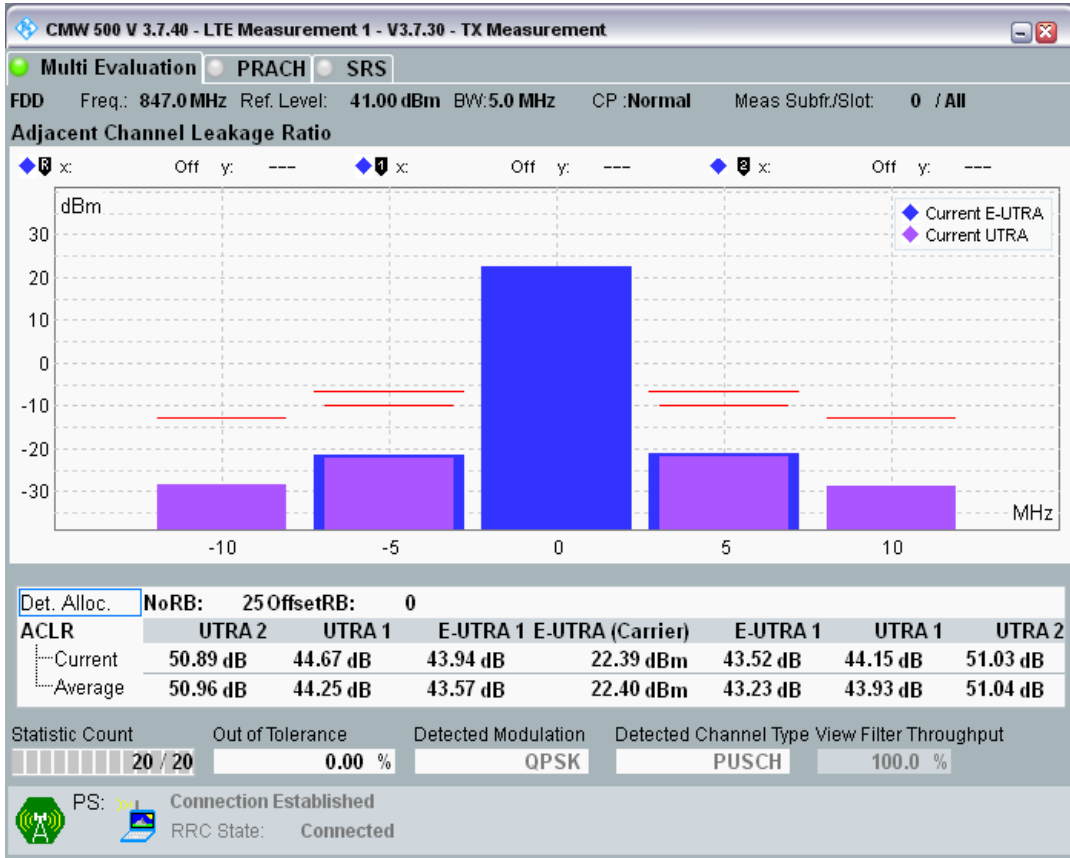 CMW 500 V 3.7.40 - LTE Measurement 1 - V3.7.30 - TX Measurement
Multi Evaluation PRACH SRS
FDD Freq.: 847.0 MHz Ref. Level: 41.00 dBm BW: 5.0 MHz CP :Normal Meas Subfr./Slot: 0 / All
Adjacent Channel Leakage Ratio
R x: Off y: --- 1 x: Off y: --- 2 x: Off y: ---
dBm
Current E-UTRA
Current UTRA
30
20
10
0
-10
-20
-30
MHz
-10 -5 0 5 10
Det. Alloc. NoRB: 25 OffsetRB: 0
ACLR UTRA 2 UTRA 1 E-UTRA 1 E-UTRA (Carrier) E-UTRA 1 UTRA 1 UTRA 2
Current 50.89 dB 44.67 dB 43.94 dB 22.39 dBm 43.52 dB 44.15 dB 51.03 dB
Average 50.96 dB 44.25 dB 43.57 dB 22.40 dBm 43.23 dB 43.93 dB 51.04 dB
Statistic Count Out of Tolerance Detected Modulation Detected Channel Type View Filter Throughput
20 / 20 0.00 % QPSK PUSCH 100.0 %
PS: Connection Established
RRC State: Connected